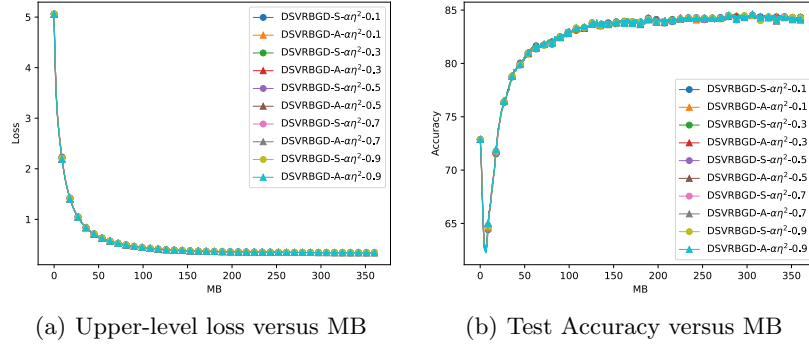 5
4
3
2
1
Loss
0 50 100 150 200 250 300 350
MB
DSVRBGD-S-αη²-0.1
DSVRBGD-A-αη²-0.1
DSVRBGD-S-αη²-0.3
DSVRBGD-A-αη²-0.3
DSVRBGD-S-αη²-0.5
DSVRBGD-A-αη²-0.5
DSVRBGD-S-αη²-0.7
DSVRBGD-A-αη²-0.7
DSVRBGD-S-αη²-0.9
DSVRBGD-A-αη²-0.9
(a) Upper-level loss versus MB
85
80
75
70
65
Accuracy
0 50 100 150 200 250 300 350
MB
DSVRBGD-S-αη²-0.1
DSVRBGD-A-αη²-0.1
DSVRBGD-S-αη²-0.3
DSVRBGD-A-αη²-0.3
DSVRBGD-S-αη²-0.5
DSVRBGD-A-αη²-0.5
DSVRBGD-S-αη²-0.7
DSVRBGD-A-αη²-0.7
DSVRBGD-S-αη²-0.9
DSVRBGD-A-αη²-0.9
(b) Test Accuracy versus MB